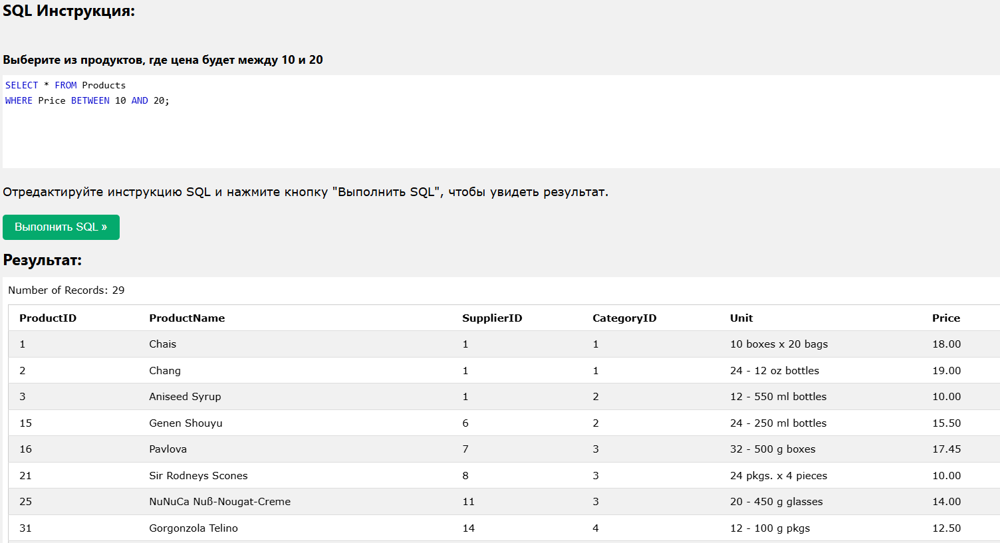 SQL Инструкция:
Выберите из продуктов, где цена будет между 10 и 20
SELECT * FROM Products
WHERE Price BETWEEN 10 AND 20;
Отредактируйте инструкцию SQL и нажмите кнопку "Выполнить SQL", чтобы увидеть результат.
Выполнить SQL »
Результат:
Number of Records: 29
ProductID ProductName SupplierID CategoryID Unit Price
1 Chais 1 1 10 boxes x 20 bags 18.00
2 Chang 1 1 24 - 12 oz bottles 19.00
3 Aniseed Syrup 1 2 12 - 550 ml bottles 10.00
15 Genen Shouyu 6 2 24 - 250 ml bottles 15.50
16 Pavlova 7 3 32 - 500 g boxes 17.45
21 Sir Rodneys Scones 8 3 24 pkgs. x 4 pieces 10.00
25 NuNuCa Nuß-Nougat-Creme 11 3 20 - 450 g glasses 14.00
31 Gorgonzola Telino 14 4 12 - 100 g pkgs 12.50